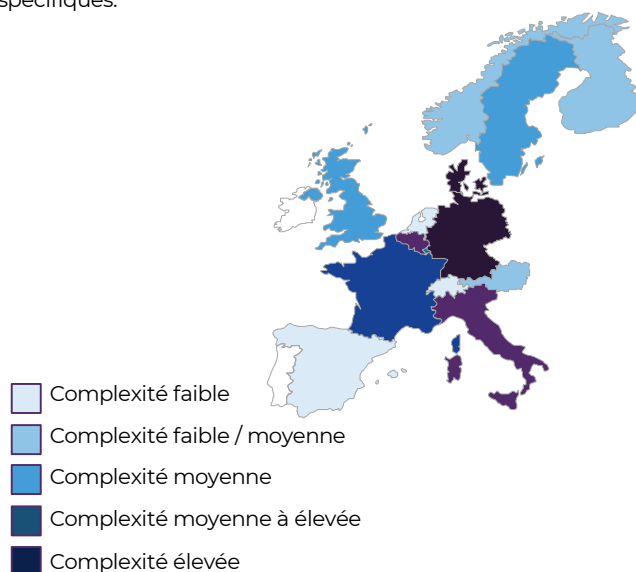 spécifiques.
Complexité faible
Complexité faible / moyenne
Complexité moyenne
Complexité moyenne à élevée
Complexité élevée